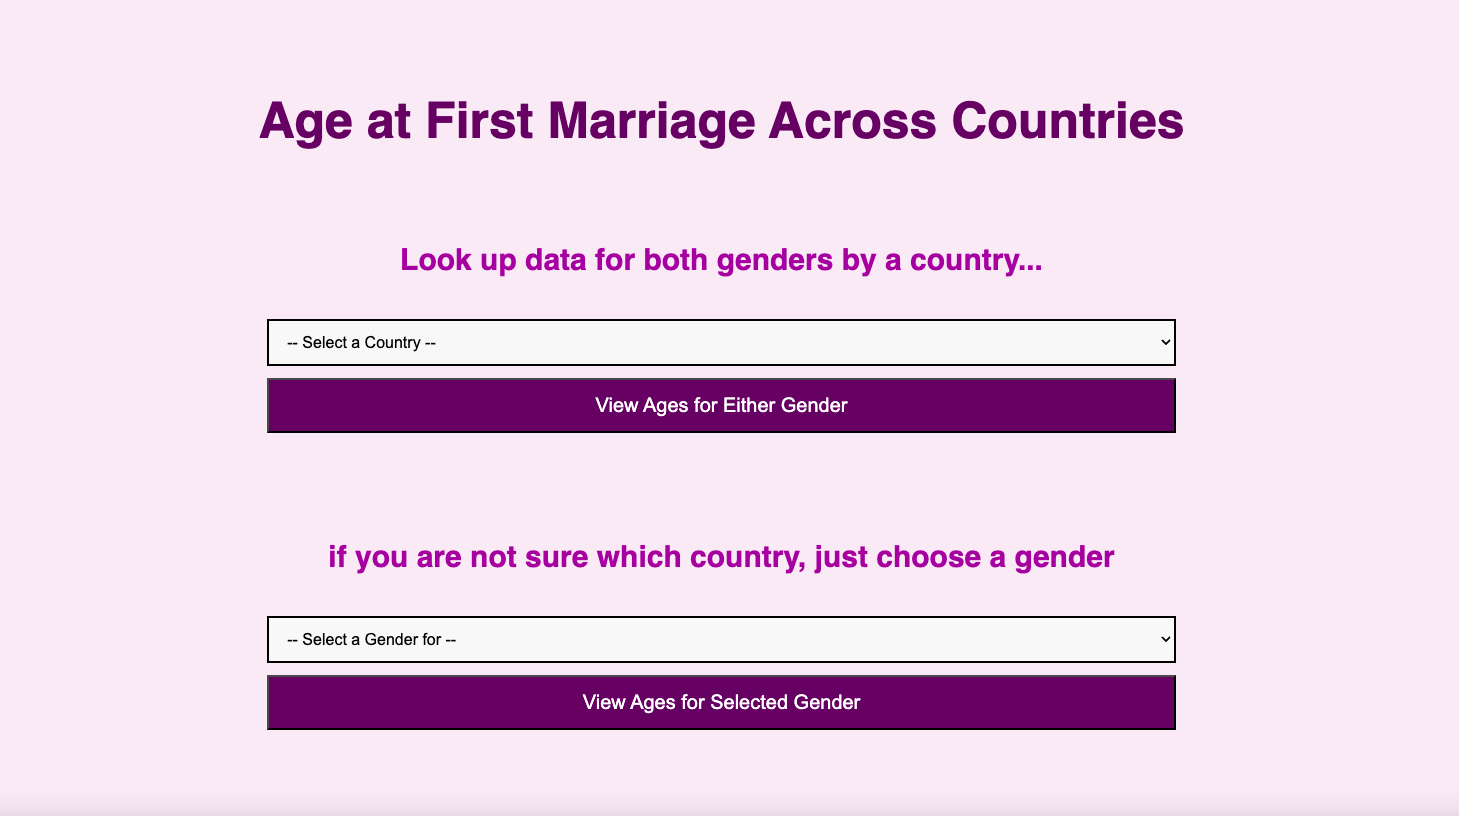 Age at First Marriage Across Countries
Look up data for both genders by a country...
-- Select a Country --
View Ages for Either Gender
if you are not sure which country, just choose a gender
-- Select a Gender for --
View Ages for Selected Gender